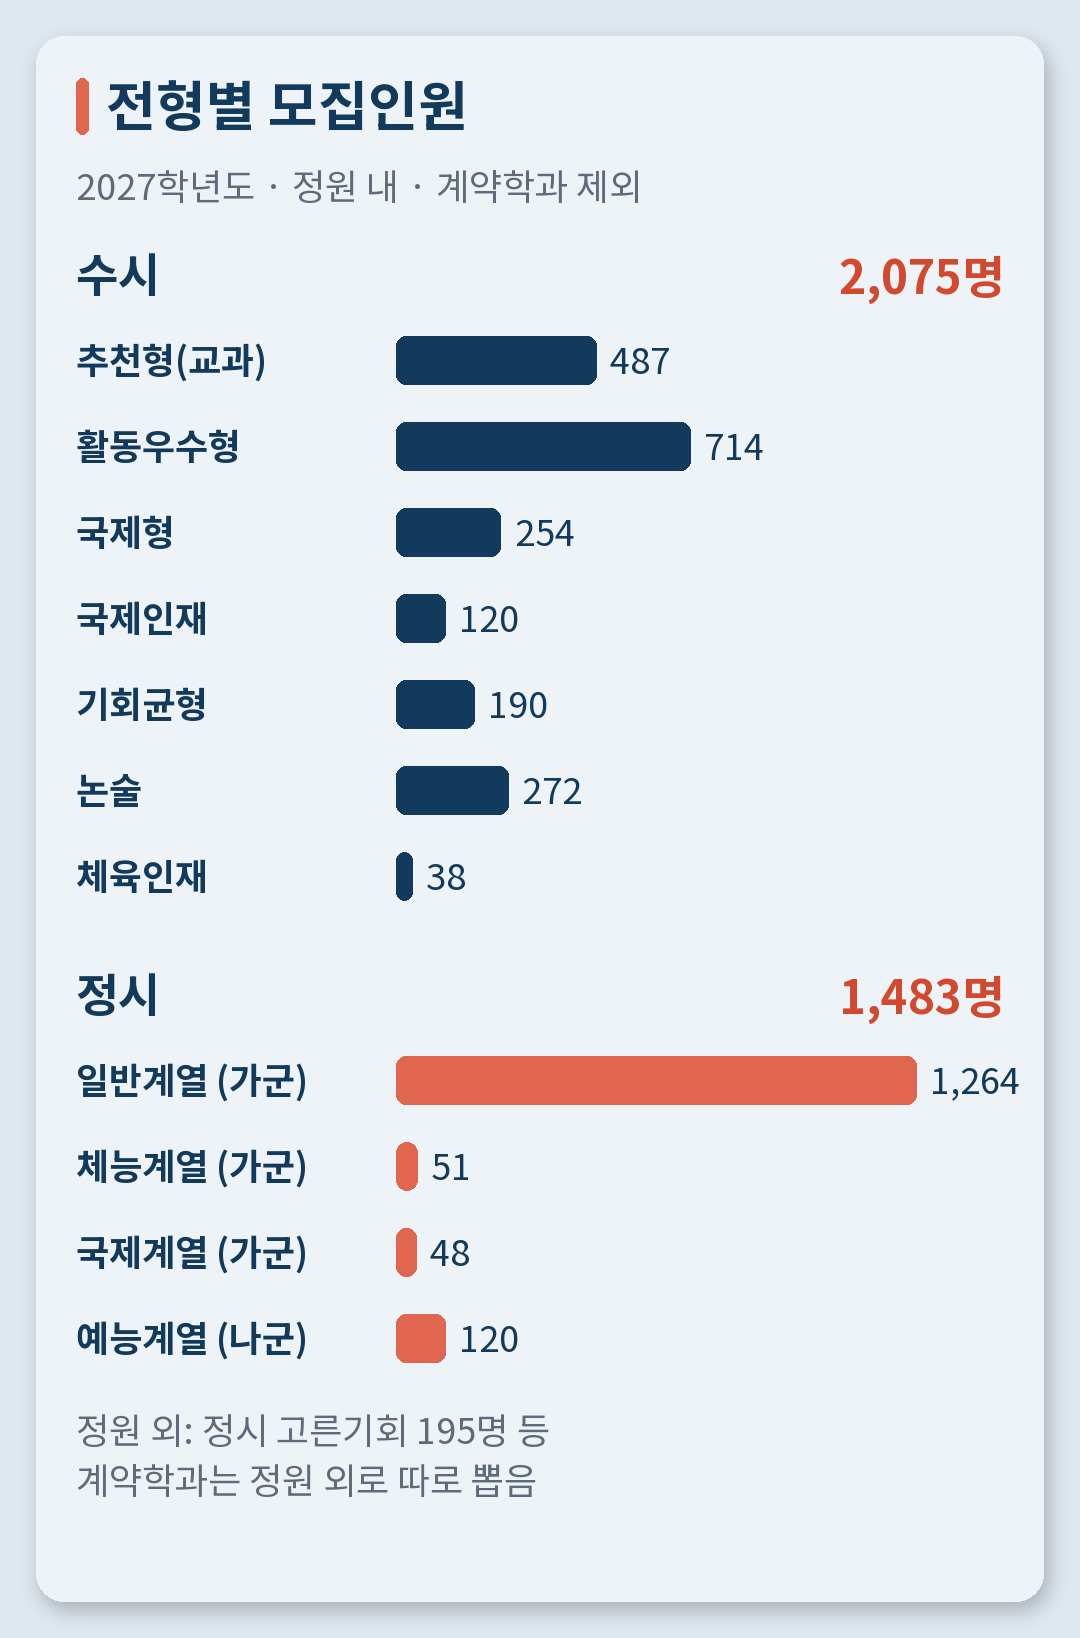 전형별 모집인원
2027학년도 · 정원 내 · 계약학과 제외
수시 2,075명
추천형(교과) 487
활동우수형 714
국제형 254
국제인재 120
기회균형 190
논술 272
체육인재 38
정시 1,483명
일반계열 (가군) 1,264
체능계열 (가군) 51
국제계열 (가군) 48
예능계열 (나군) 120
정원 외: 정시 고른기회 195명 등
계약학과는 정원 외로 따로 뽑음